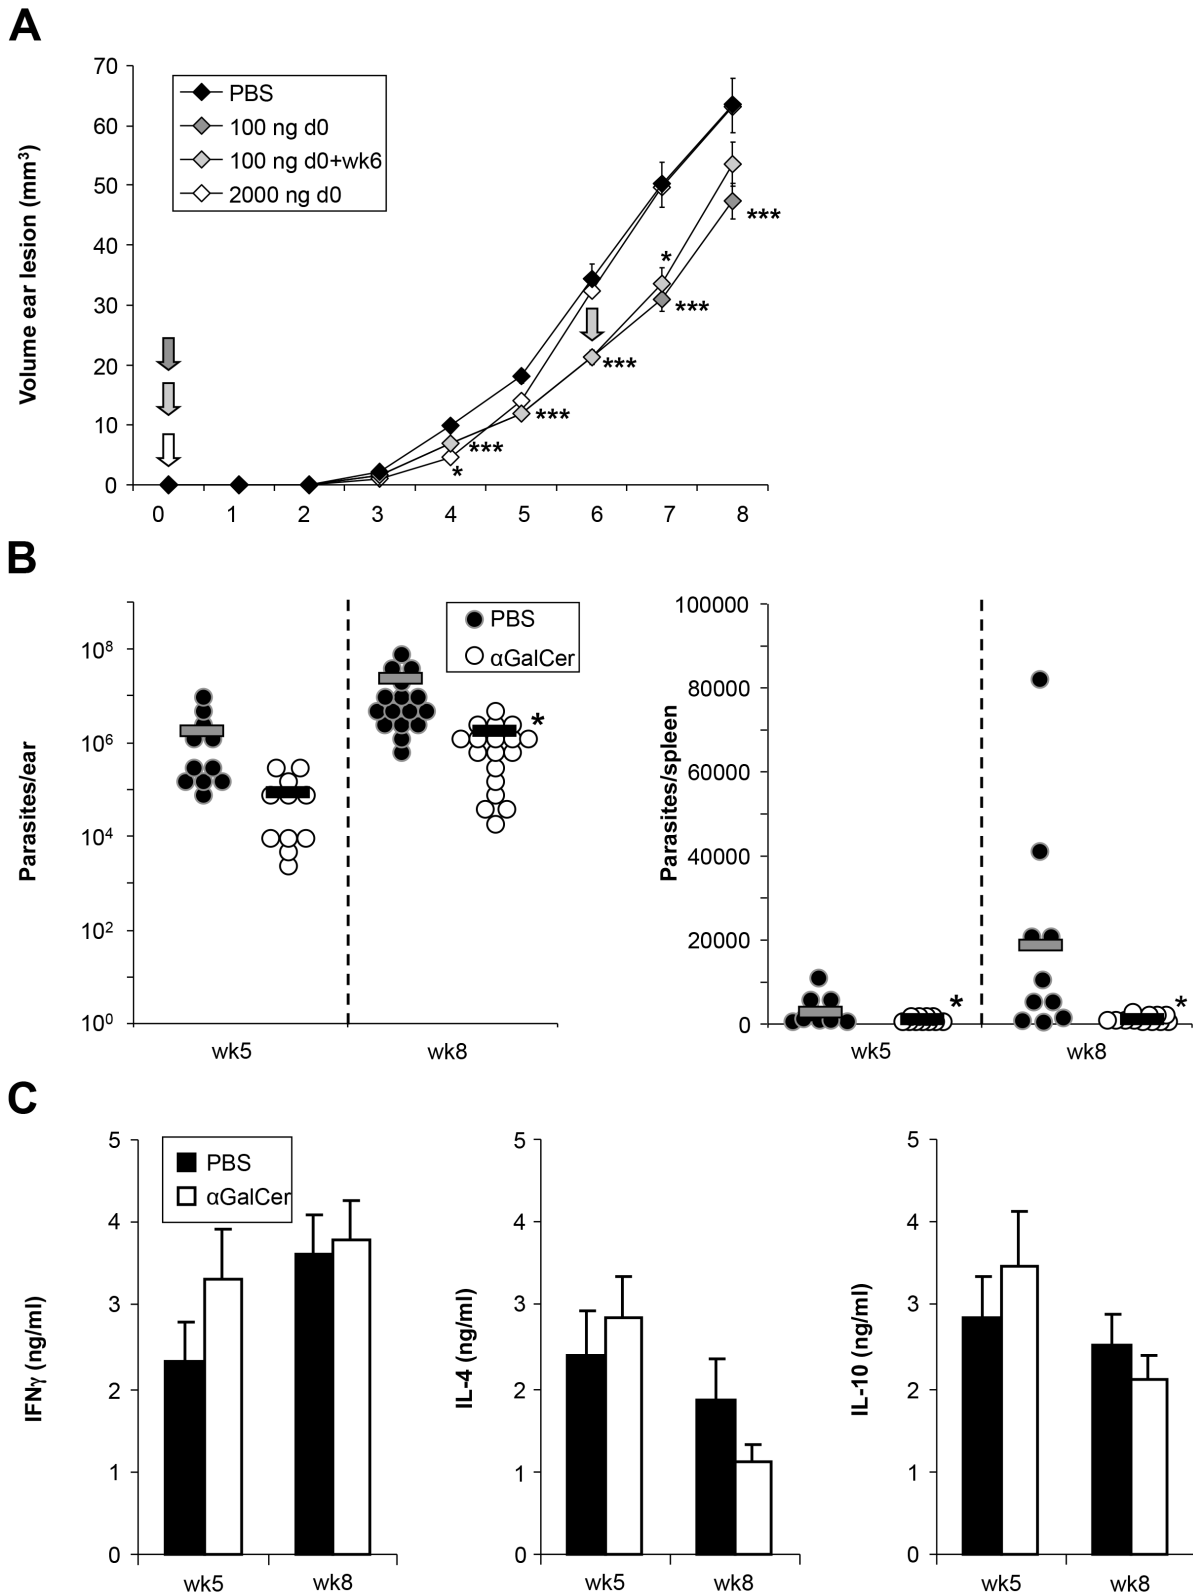 A
Volume ear lesion (mm³)
70
60
50
40
30
20
10
0
PBS
100 ng d0
100 ng d0+wk6
2000 ng d0
*
***
***
***
***
***
*
0 1 2 3 4 5 6 7 8
B
Parasites/ear
10⁸
10⁶
10⁴
10²
10⁰
PBS
αGalCer
*
wk5 wk8
Parasites/spleen
100000
80000
60000
40000
20000
0
* *
wk5 wk8
C
IFNγ (ng/ml)
5
4
3
2
1
0
PBS
αGalCer
wk5 wk8
IL-4 (ng/ml)
5
4
3
2
1
0
wk5 wk8
IL-10 (ng/ml)
5
4
3
2
1
0
wk5 wk8